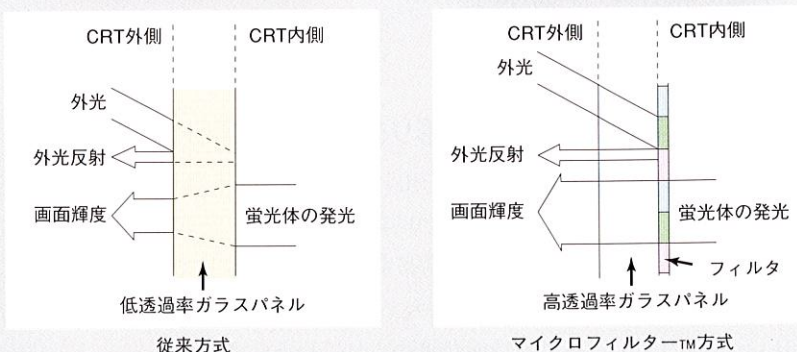 CRT外側 CRT内側
外光
外光反射
画面輝度 蛍光体の発光
低透過率ガラスパネル
従来方式
CRT外側 CRT内側
外光
外光反射
画面輝度 蛍光体の発光
フィルタ
高透過率ガラスパネル
マイクロフィルターTM方式